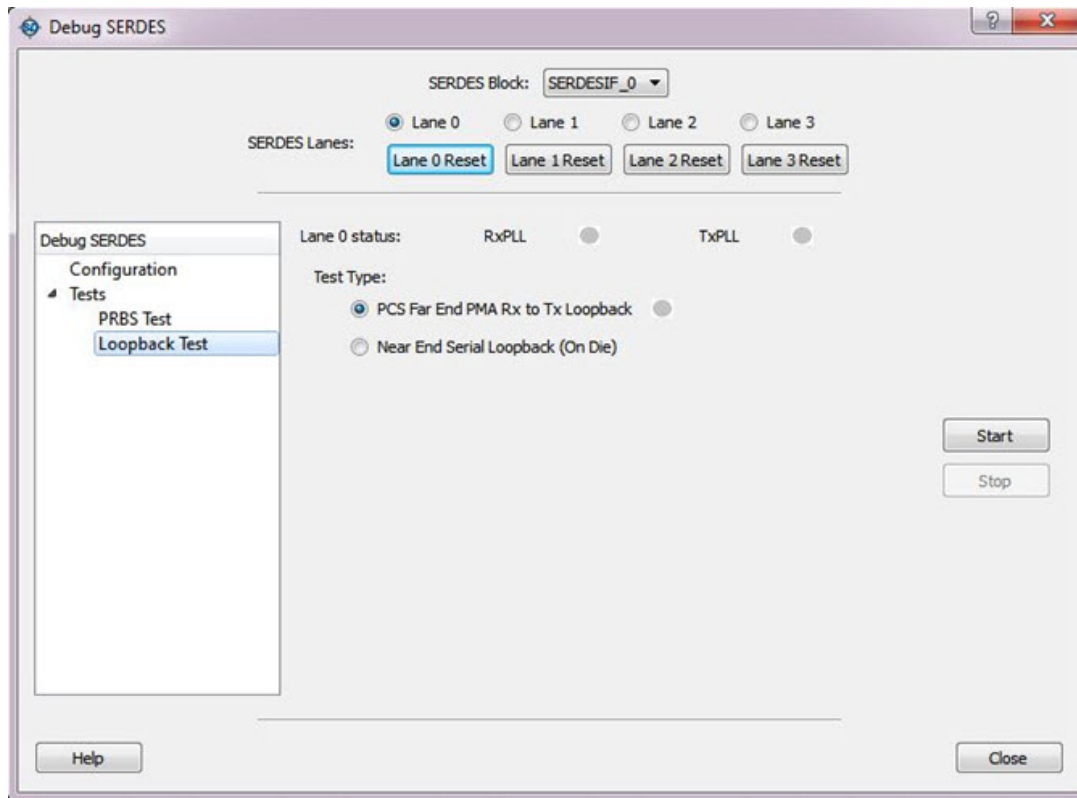 Debug SERDES
SERDES Block: SERDESIF_0
SERDES Lanes: Lane 0 Lane 1 Lane 2 Lane 3
Lane 0 Reset Lane 1 Reset Lane 2 Reset Lane 3 Reset
Debug SERDES
Configuration
Tests
PRBS Test
Loopback Test
Lane 0 status: RxPLL TxPLL
Test Type:
PCS Far End PMA Rx to Tx Loopback
Near End Serial Loopback (On Die)
Start
Stop
Help
Close